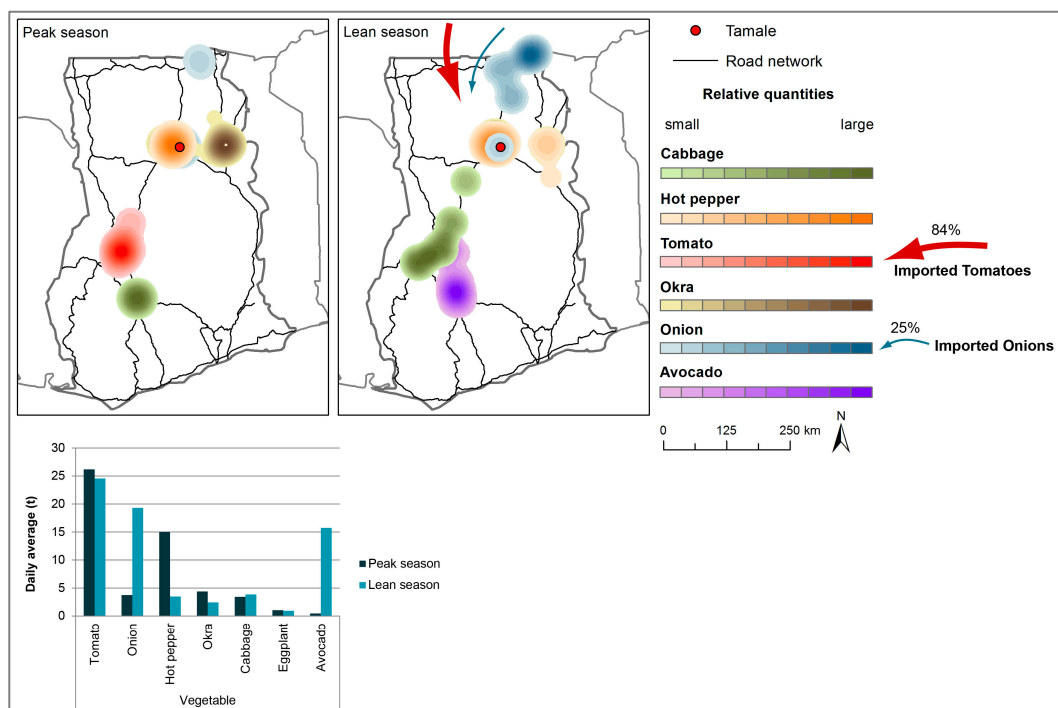 Peak season
Lean season
Tamale
Road network
Relative quantities
small large
Cabbage
Hot pepper
84%
Tomato
Imported Tomatoes
Okra
25%
Onion
Imported Onions
Avocado
0 125 250 km
N
30
25
20
15
10
5
0
Daily average (t)
Tomato
Onion
Hot pepper
Okra
Cabbage
Eggplant
Avocado
Vegetable
Peak season
Lean season